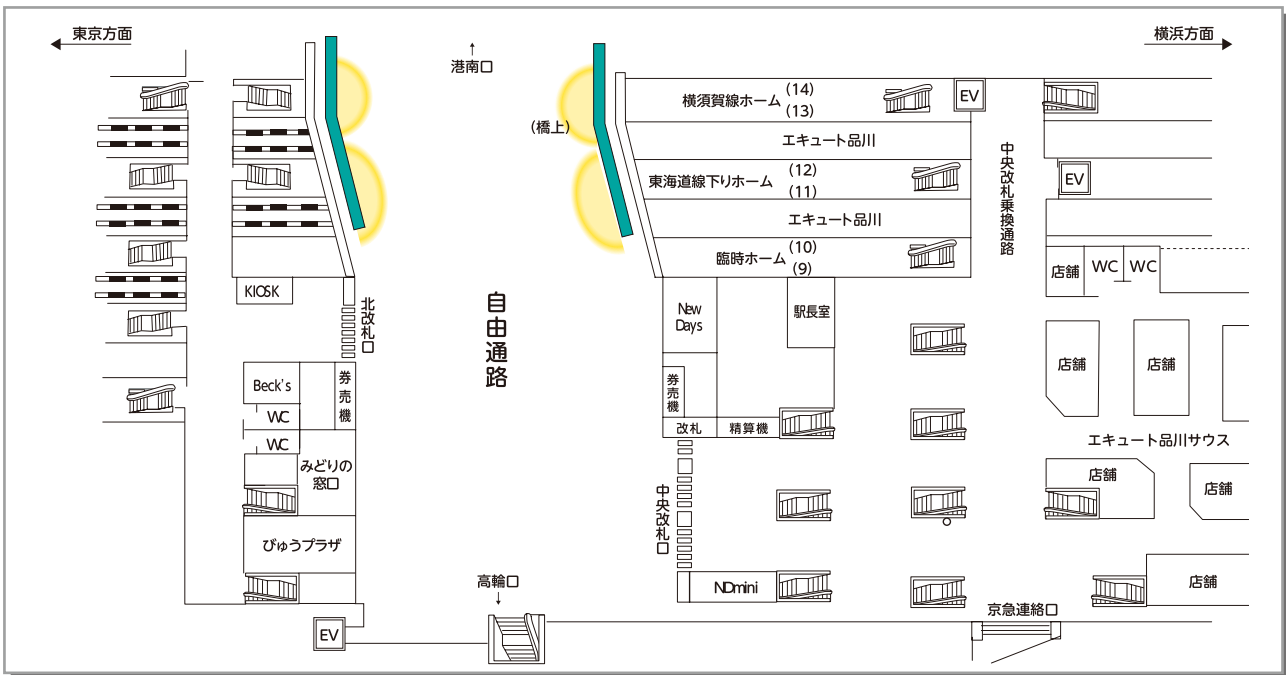 東京方面
横浜方面
港南口
(橋上)
横須賀線ホーム
(14)
(13)
EV
エキュート品川
東海道線下りホーム
(12)
(11)
EV
エキュート品川
臨時ホーム
(10)
(9)
中央改札乗換通路
店舗
WC
WC
KIOSK
北改札口
自由通路
New
Days
駅長室
店舗
店舗
Beck's
券売機
WC
WC
券売機
改札
精算機
エキュート品川サウス
みどりの
窓口
店舗
店舗
中央改札口
びゅうプラザ
高輪口
NDmini
店舗
京急連絡口
EV